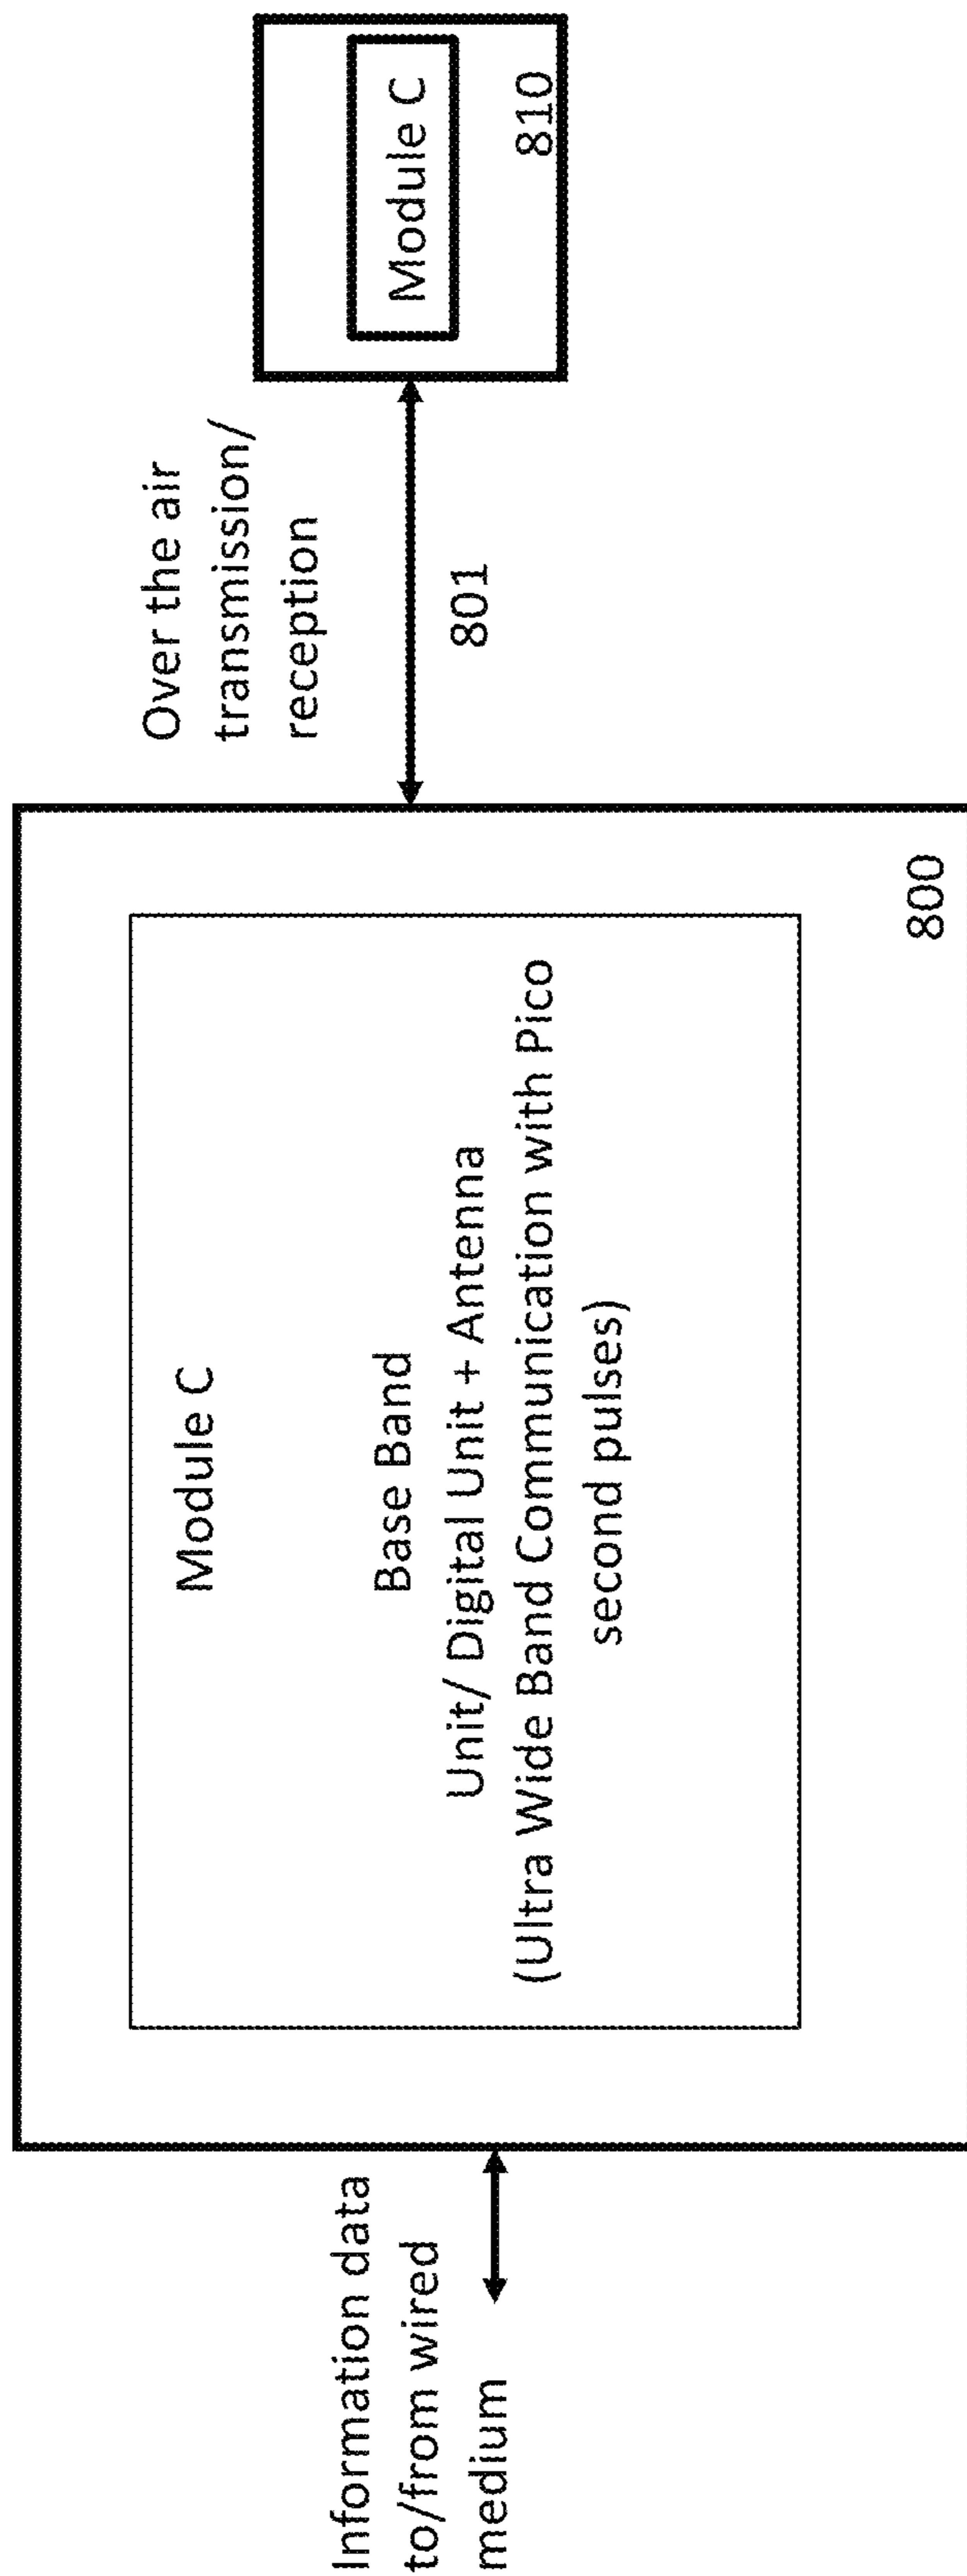 Information data
to/from wired
medium
Module C
Base Band
Unit/ Digital Unit + Antenna
(Ultra Wide Band Communication with Pico
second pulses)
800
Over the air
transmission/
reception
801
Module C
810